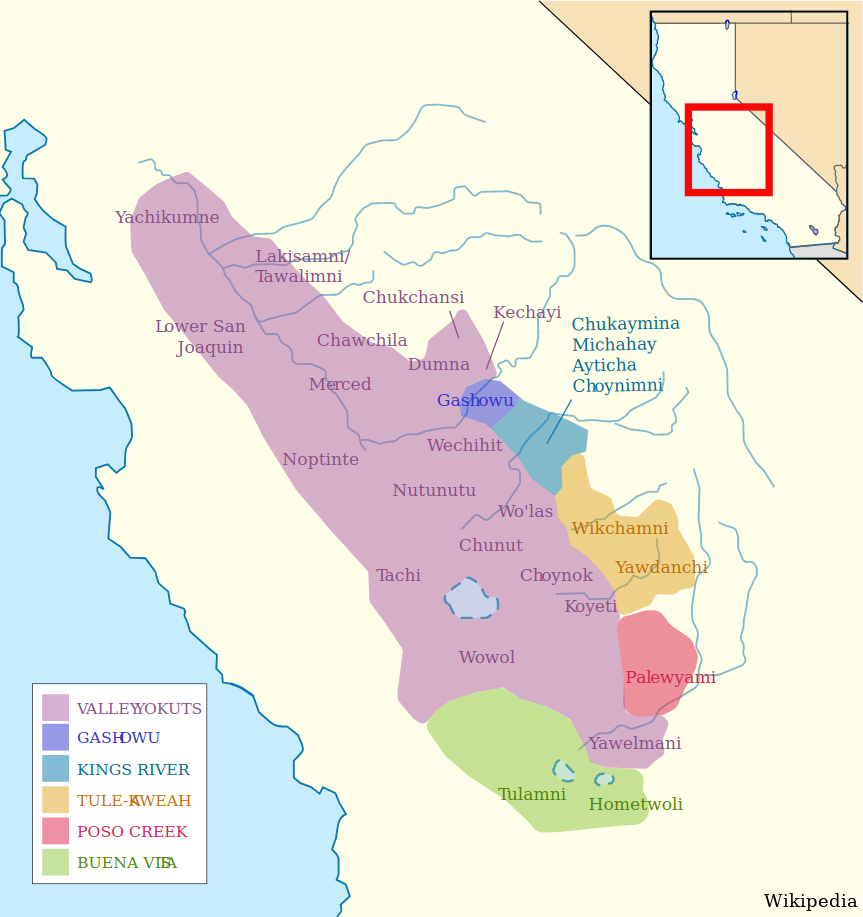 Yachikumne
Lakisamni/
Tawalimni
Chukchansi
Kechayi
Lower San
Joaquin
Chawchila
Chukaymina
Michahay
Ayticha
Choynimni
Dumna
Merced
Gashowu
Wechihit
Noptinte
Nutunutu
Wo'las
Wikchamni
Chunut
Yawdanchi
Tachi
Choynok
Koyeti
Wowol
Palewyami
Yawelmani
Tulamni
Hometwoli
VALLEY YOKUTS
GASHOWU
KINGS RIVER
TULE-KAWEAH
POSO CREEK
BUENA VISTA
Wikipedia